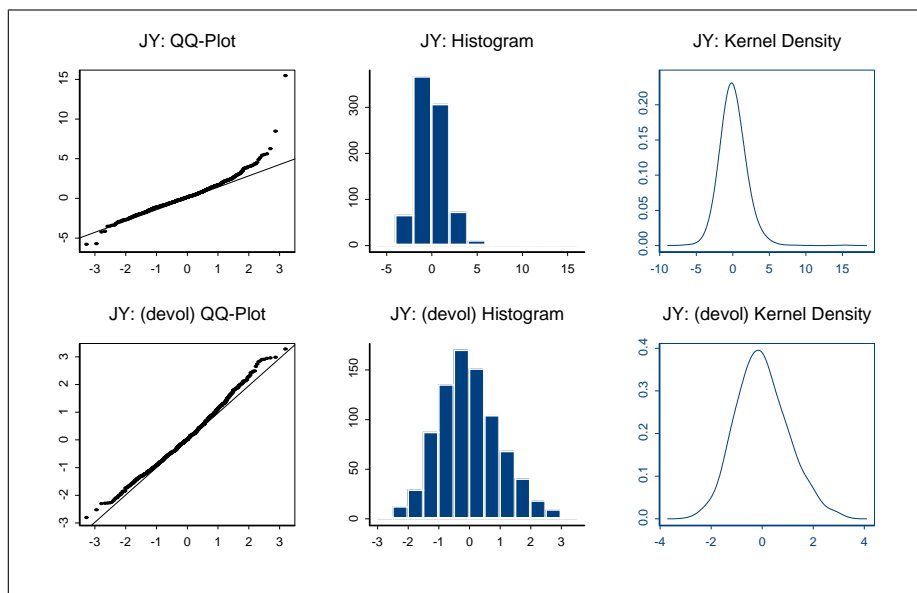 JY: QQ-Plot
15
10
5
0
-5
-3 -2 -1 0 1 2 3
JY: Histogram
300
200
100
0
-5 0 5 10 15
JY: Kernel Density
0.20
0.15
0.10
0.05
0.00
-10 -5 0 5 10 15
JY: (devol) QQ-Plot
3
2
1
0
-1
-2
-3
-3 -2 -1 0 1 2 3
JY: (devol) Histogram
150
100
50
0
-3 -2 -1 0 1 2 3
JY: (devol) Kernel Density
0.4
0.3
0.2
0.1
0.0
-4 -2 0 2 4